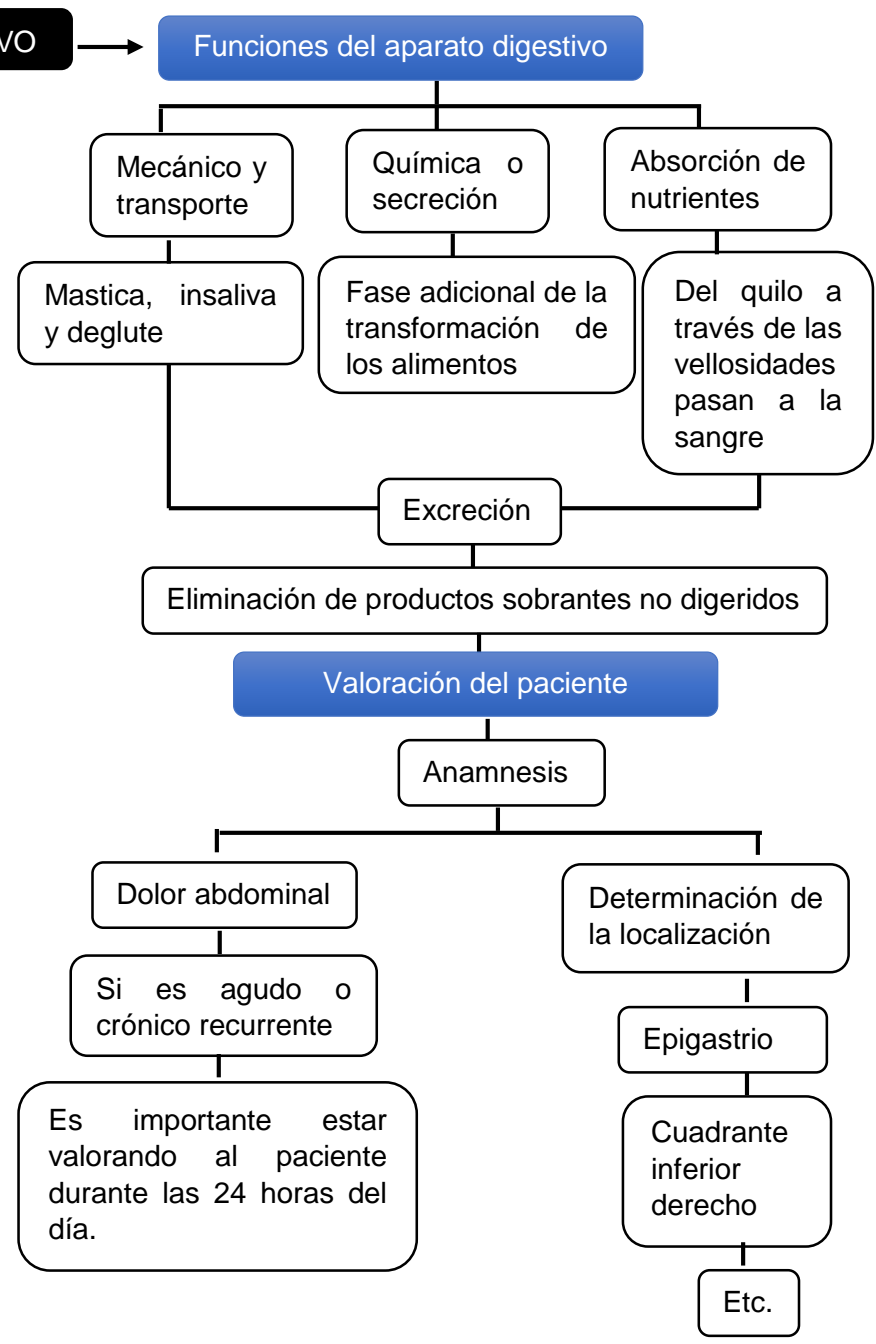 VO
Funciones del aparato digestivo
Mecánico y
transporte
Química o
secreción
Absorción de
nutrientes
Mastica, insaliva
y deglute
Fase adicional de la
transformación de
los alimentos
Del quilo a
través de las
vellosidades
pasan a la
sangre
Excreción
Eliminación de productos sobrantes no digeridos
Valoración del paciente
Anamnesis
Dolor abdominal
Determinación de
la localización
Si es agudo o
crónico recurrente
Epigastrio
Es importante estar
valorando al paciente
durante las 24 horas del
día.
Cuadrante
inferior
derecho
Etc.